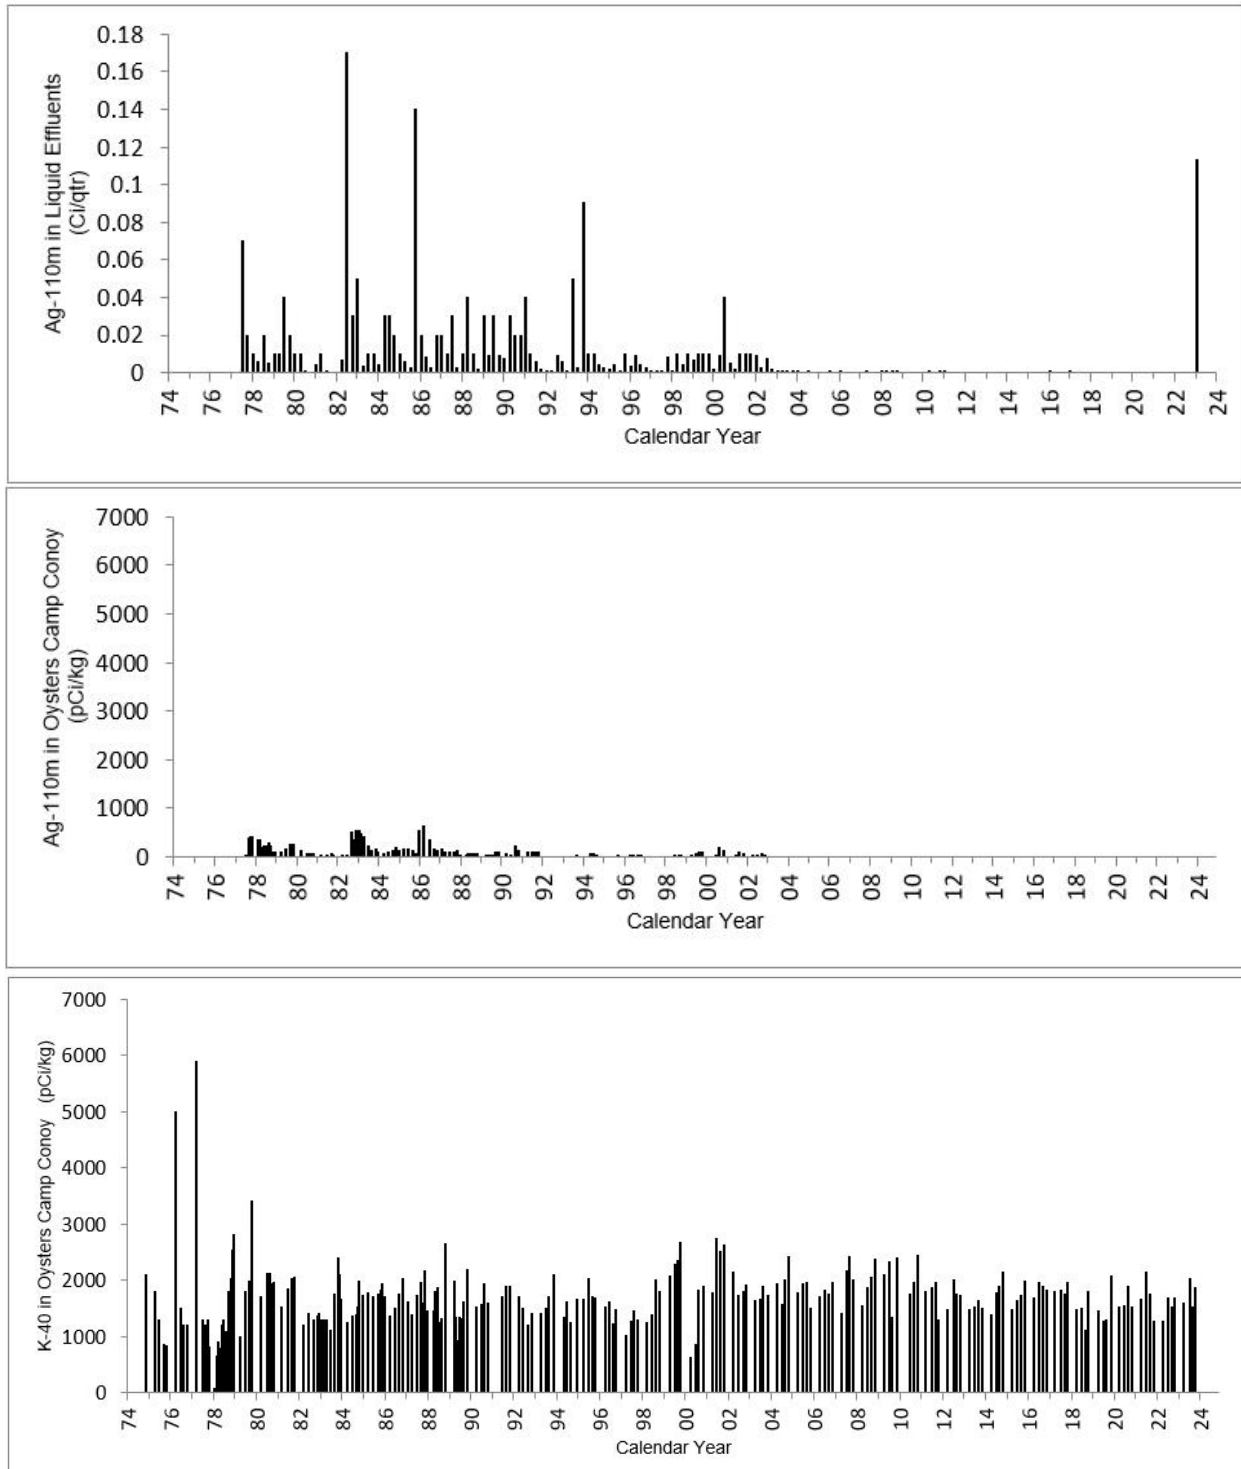 0.18
0.16
0.14
0.12
0.1
0.08
0.06
0.04
0.02
0
Ag-110m in Liquid Effluents
(Ci/qtr)
74 76 78 80 82 84 86 88 90 92 94 96 98 00 02 04 06 08 10 12 14 16 18 20 22 24
Calendar Year
7000
6000
5000
4000
3000
2000
1000
0
Ag-110m in Oysters Camp Conoy
(pCi/kg)
74 76 78 80 82 84 86 88 90 92 94 96 98 00 02 04 06 08 10 12 14 16 18 20 22 24
Calendar Year
7000
6000
5000
4000
3000
2000
1000
0
K-40 in Oysters Camp Conoy (pCi/kg)
74 76 78 80 82 84 86 88 90 92 94 96 98 00 02 04 06 08 10 12 14 16 18 20 22 24
Calendar Year